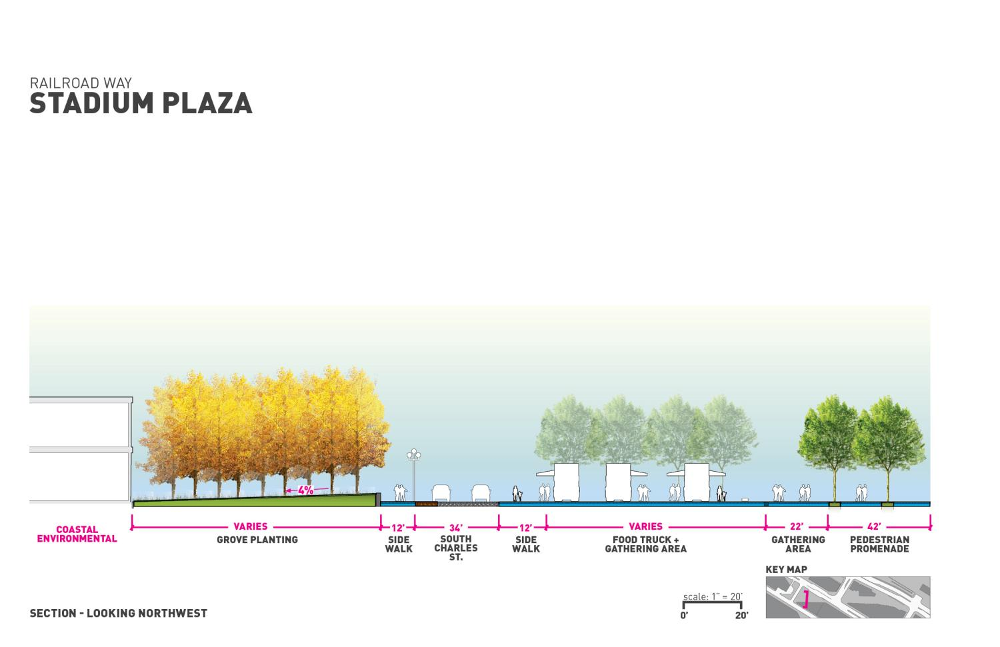 RAILROAD WAY
STADIUM PLAZA
4%
COASTAL
ENVIRONMENTAL
VARIES
GROVE PLANTING
12'
SIDE
WALK
34'
SOUTH
CHARLES
ST.
12'
SIDE
WALK
VARIES
FOOD TRUCK +
GATHERING AREA
22'
GATHERING
AREA
42'
PEDESTRIAN
PROMENADE
KEY MAP
scale: 1" = 20'
0' 20'
SECTION - LOOKING NORTHWEST